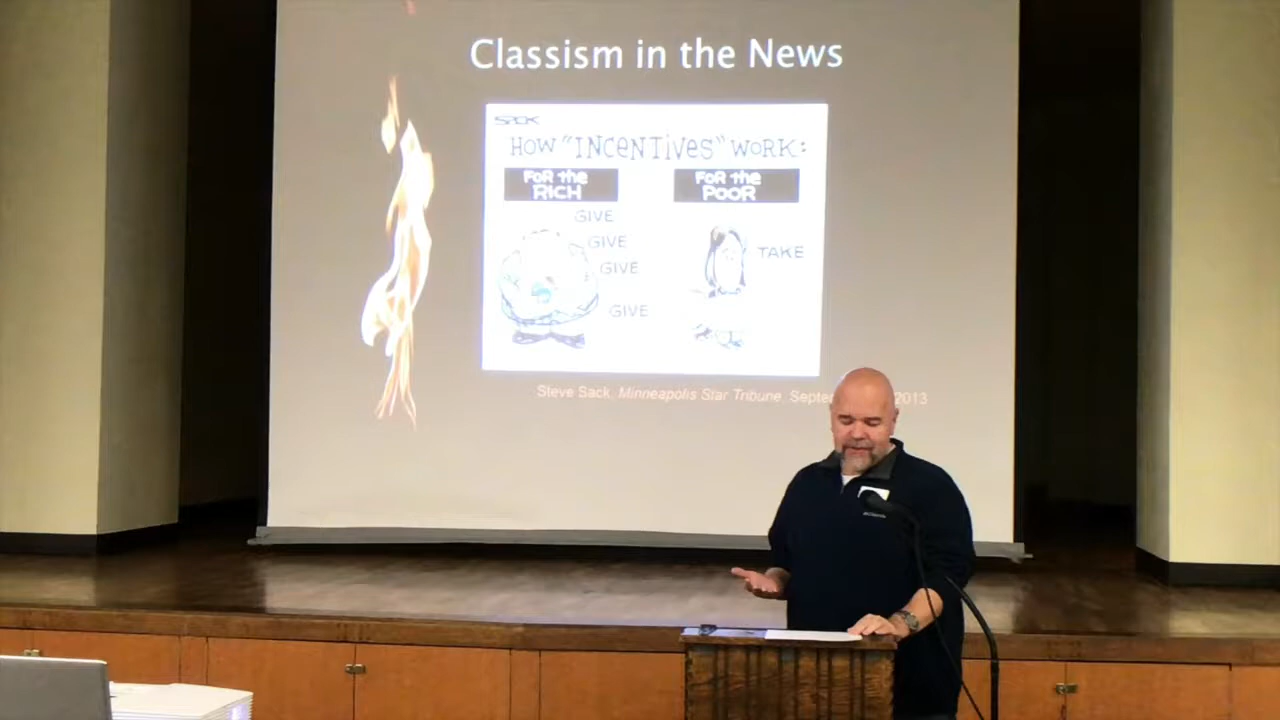 Classism in the News
SACK
HOW "INCENTIVES" WORK:
FOR the
RICH
FOR the
POOR
GIVE
GIVE
GIVE
GIVE
TAKE
Steve Sack, Minneapolis Star Tribune, 2013